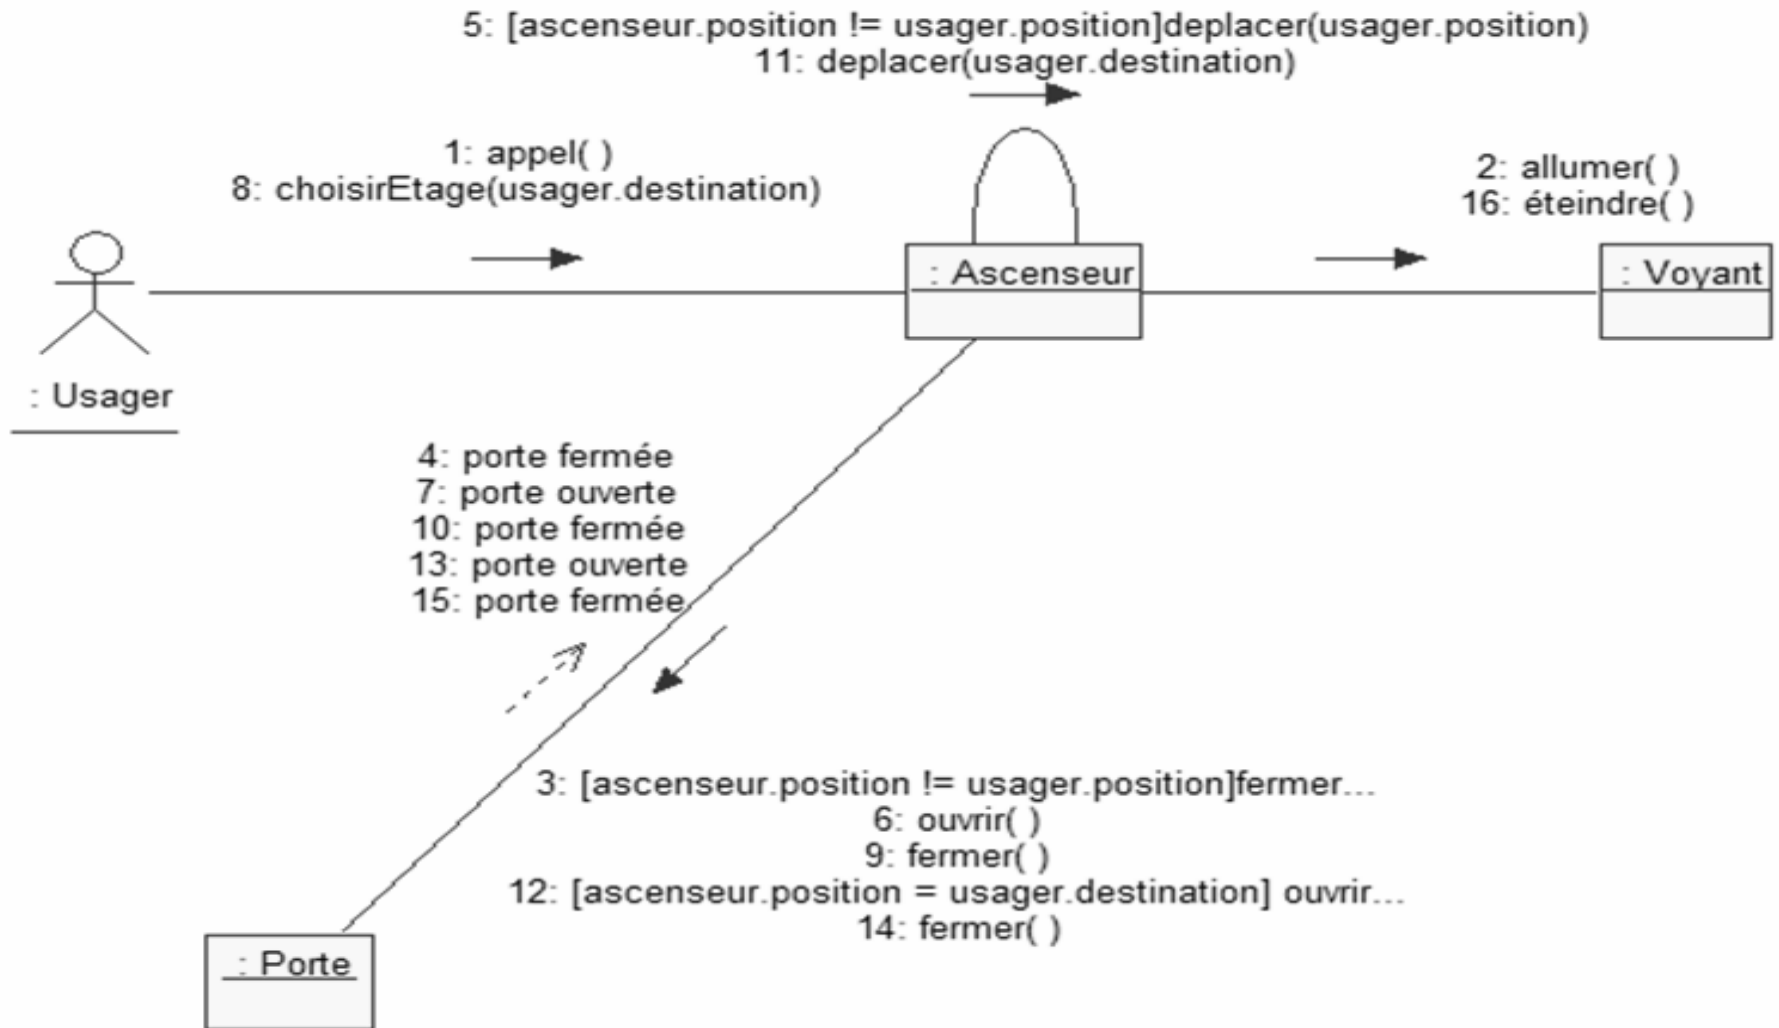 5: [ascenseur.position != usager.position]deplacer(usager.position)
11: deplacer(usager.destination)
1: appel( )
8: choisirEtage(usager.destination)
2: allumer( )
16: éteindre( )
: Ascenseur
: Voyant
: Usager
4: porte fermée
7: porte ouverte
10: porte fermée
13: porte ouverte
15: porte fermée
3: [ascenseur.position != usager.position]fermer...
6: ouvrir( )
9: fermer( )
12: [ascenseur.position = usager.destination] ouvrir...
14: fermer( )
: Porte